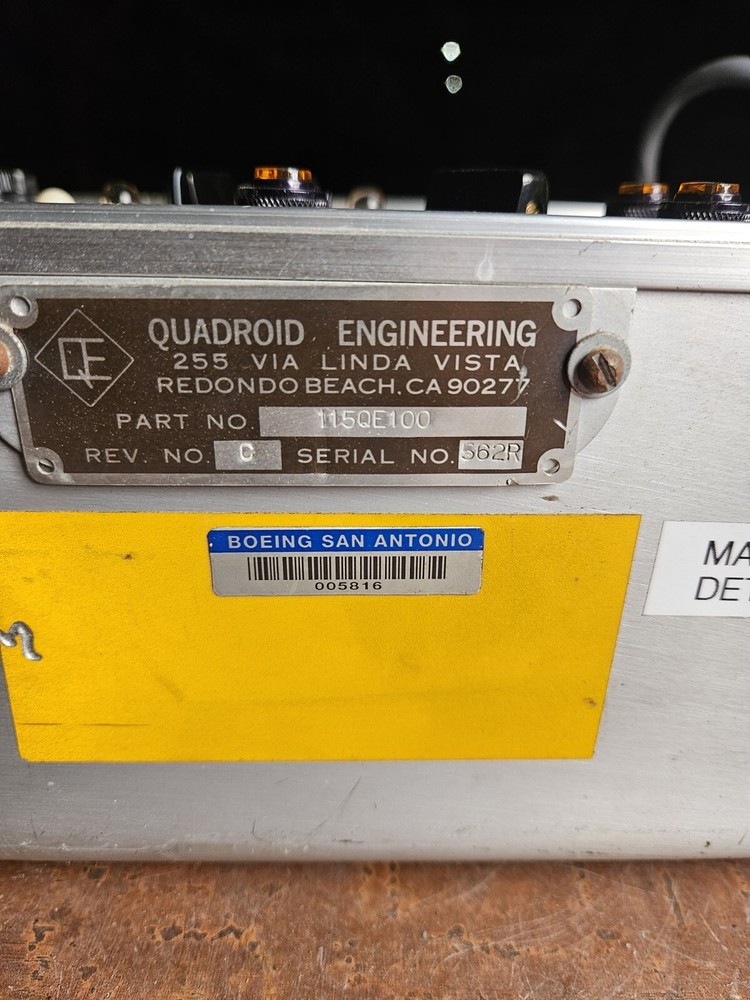 QE
QUADROID ENGINEERING
255 VIA LINDA VISTA
REDONDO BEACH, CA 90277
PART NO. 115QE100
REV. NO. C SERIAL NO. 562R
BOEING SAN ANTONIO
005816
MA
DET